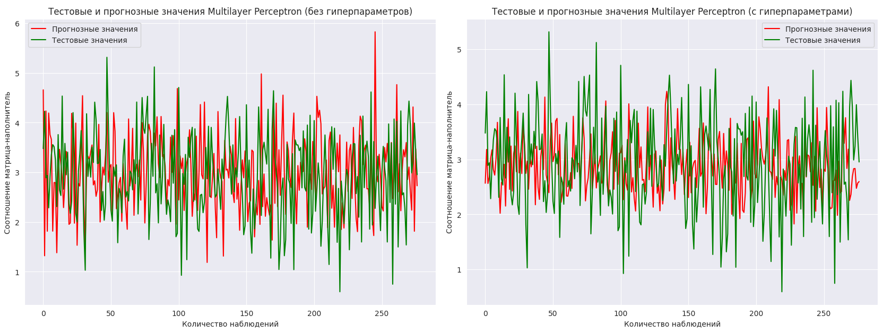 Тестовые и прогнозные значения Multilayer Perceptron (без гиперпараметров)
Прогнозные значения
Тестовые значения
Соотношение матрица-наполнитель
6
5
4
3
2
1
0
50
100
150
200
250
Количество наблюдений
Тестовые и прогнозные значения Multilayer Perceptron (с гиперпараметрами)
Прогнозные значения
Тестовые значения
Соотношение матрица-наполнитель
5
4
3
2
1
0
50
100
150
200
250
Количество наблюдений